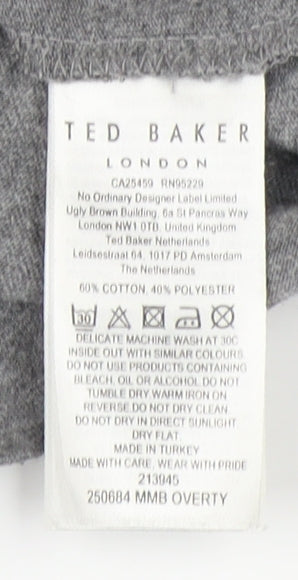 TED BAKER
LONDON
CA25459 RN95229
No Ordinary Designer Label Limited
Ugly Brown Building, 6a St Pancras Way
London NW1 0TB, United Kingdom
Ted Baker Netherlands
Leidsestraat 64, 1017 PD Amsterdam
The Netherlands
60% COTTON, 40% POLYESTER
30
DELICATE MACHINE WASH AT 30C
INSIDE OUT WITH SIMILAR COLOURS
DO NOT USE PRODUCTS CONTAINING
BLEACH, OIL OR ALCOHOL DO NOT
TUMBLE DRY WARM IRON ON
REVERSE DO NOT DRY CLEAN
DO NOT DRY IN DIRECT SUNLIGHT
DRY FLAT
MADE IN TURKEY
MADE WITH CARE, WEAR WITH PRIDE
213945
250684 MMB OVERTY